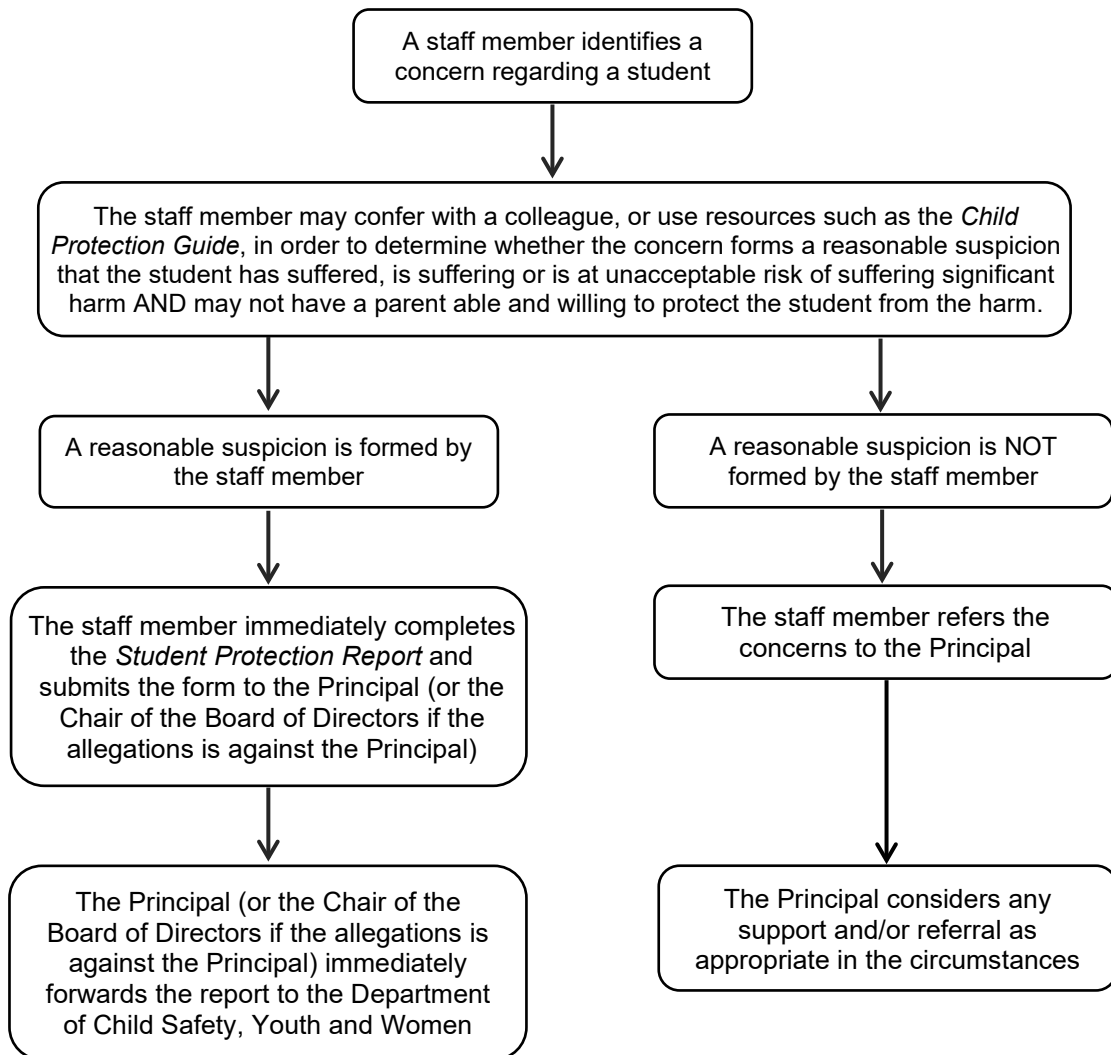 A staff member identifies a
concern regarding a student
The staff member may confer with a colleague, or use resources such as the Child
Protection Guide, in order to determine whether the concern forms a reasonable suspicion
that the student has suffered, is suffering or is at unacceptable risk of suffering significant
harm AND may not have a parent able and willing to protect the student from the harm.
A reasonable suspicion is formed by
the staff member
A reasonable suspicion is NOT
formed by the staff member
The staff member immediately completes
the Student Protection Report and
submits the form to the Principal (or the
Chair of the Board of Directors if the
allegations is against the Principal)
The staff member refers the
concerns to the Principal
The Principal (or the Chair of the
Board of Directors if the allegations is
against the Principal) immediately
forwards the report to the Department
of Child Safety, Youth and Women
The Principal considers any
support and/or referral as
appropriate in the circumstances